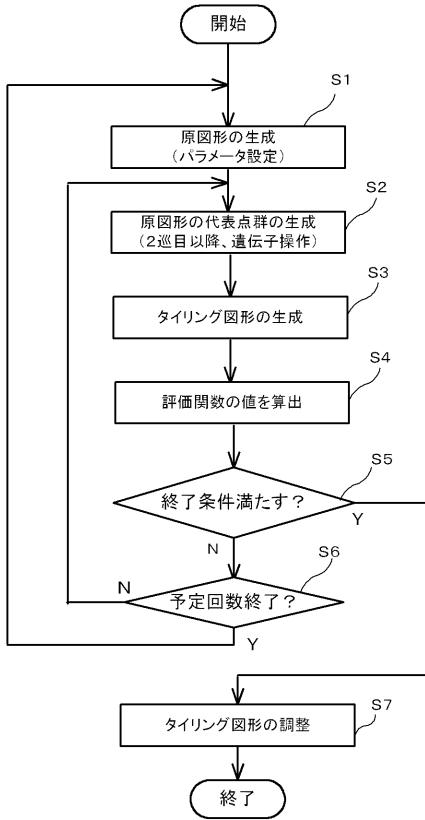 開始
S1
原図形の生成
（パラメータ設定）
S2
原図形の代表点群の生成
（2巡目以降、遺伝子操作）
S3
タイリング図形の生成
S4
評価関数の値を算出
S5
終了条件満たす？
Y
N
S6
予定回数終了？
N
Y
S7
タイリング図形の調整
終了